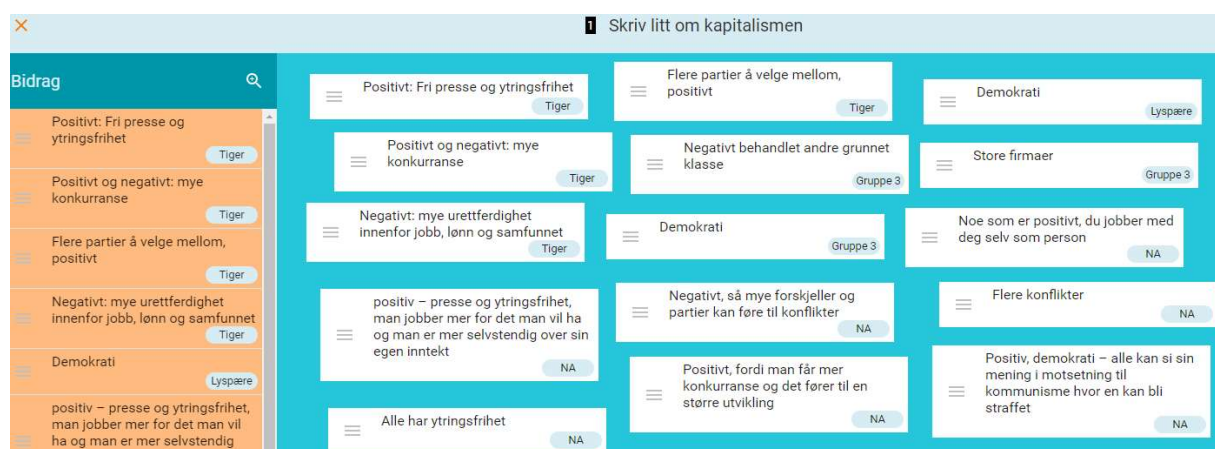 1 Skriv litt om kapitalismen
Bidrag
Positivt: Fri presse og
ytringsfrihet
Tiger
Positivt og negativt: mye
konkurranse
Tiger
Flere partier å velge mellom,
positivt
Tiger
Negativt: mye urettferdighet
innenfor jobb, lønn og samfunnet
Tiger
Demokrati
Lyspære
positiv – presse og ytringsfrihet,
man jobber mer for det man vil
ha og man er mer selvstendig
Positivt: Fri presse og ytringsfrihet
Tiger
Positivt og negativt: mye
konkurranse
Tiger
Negativt: mye urettferdighet
innenfor jobb, lønn og samfunnet
Tiger
positiv – presse og ytringsfrihet,
man jobber mer for det man vil ha
og man er mer selvstendig over sin
egen inntekt
NA
Alle har ytringsfrihet
NA
Flere partier å velge mellom,
positivt
Tiger
Negativt behandlet andre grunnet
klasse
Gruppe 3
Demokrati
Gruppe 3
Negativt, så mye forskjeller og
partier kan føre til konflikter
NA
Positivt, fordi man får mer
konkurranse og det fører til en
større utvikling
NA
Demokrati
Lyspære
Store firmaer
Gruppe 3
Noe som er positivt, du jobber med
deg selv som person
NA
Flere konflikter
NA
Positiv, demokrati – alle kan si sin
mening i motsetning til
kommunisme hvor en kan bli
straffet
NA